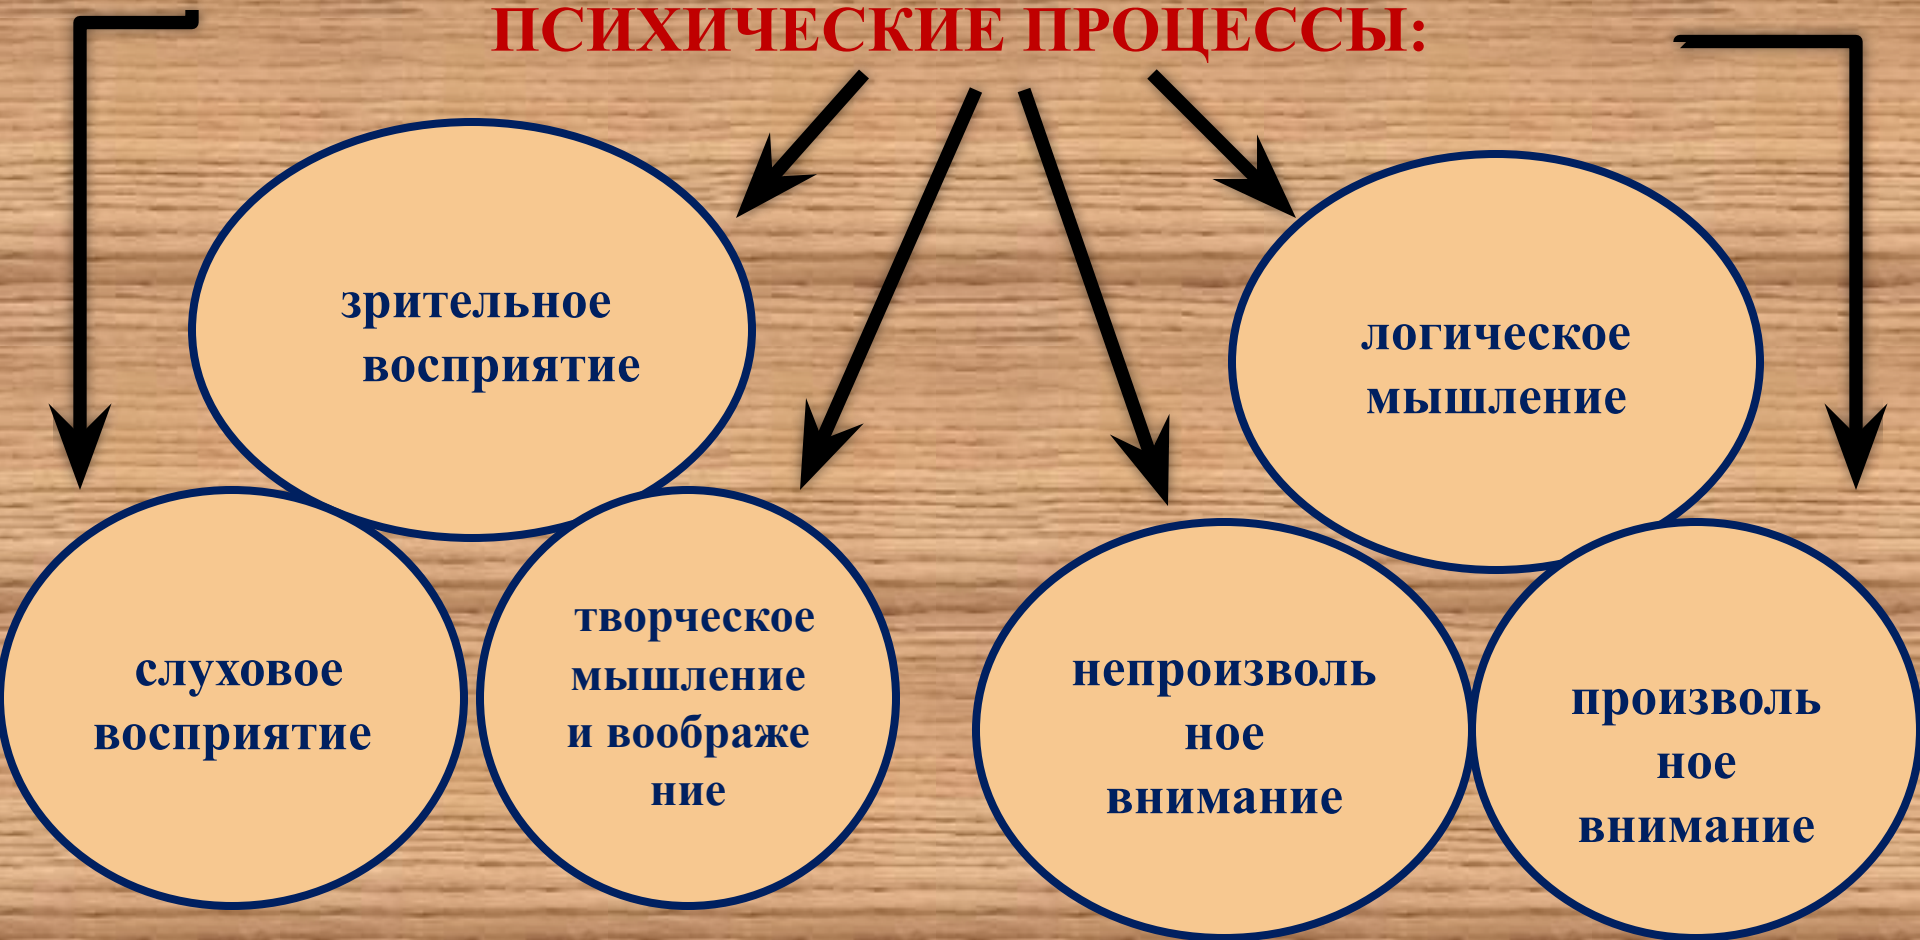 ПСИХИЧЕСКИЕ ПРОЦЕССЫ:
зрительное
восприятие
логическое
мышление
слуховое
восприятие
творческое
мышление
и воображе
ние
непроизволь
ное
внимание
произволь
ное
внимание